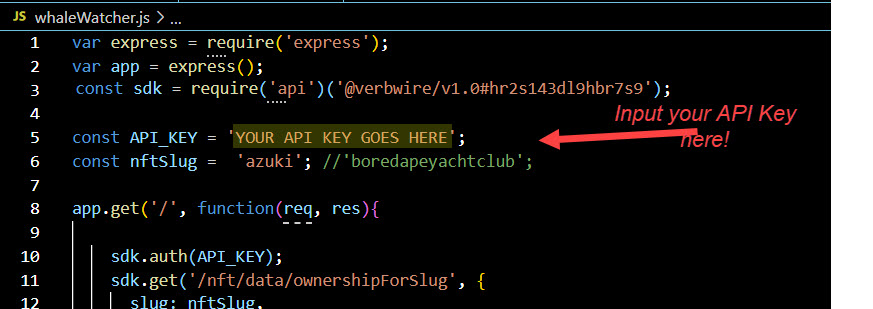 JS whaleWatcher.js > ...
1 var express = require('express');
2 var app = express();
3 const sdk = require('api')('@verbwire/v1.0#hr2s143dl9hbr7s9');
4
5 const API_KEY = 'YOUR API KEY GOES HERE';
Input your API Key
here!
6 const nftSlug = 'azuki'; //'boredapeyachtclub';
7
8 app.get('/', function(req, res){
9
10 sdk.auth(API_KEY);
11 sdk.get('/nft/data/ownershipForSlug', {
12 slug: nftSlug,